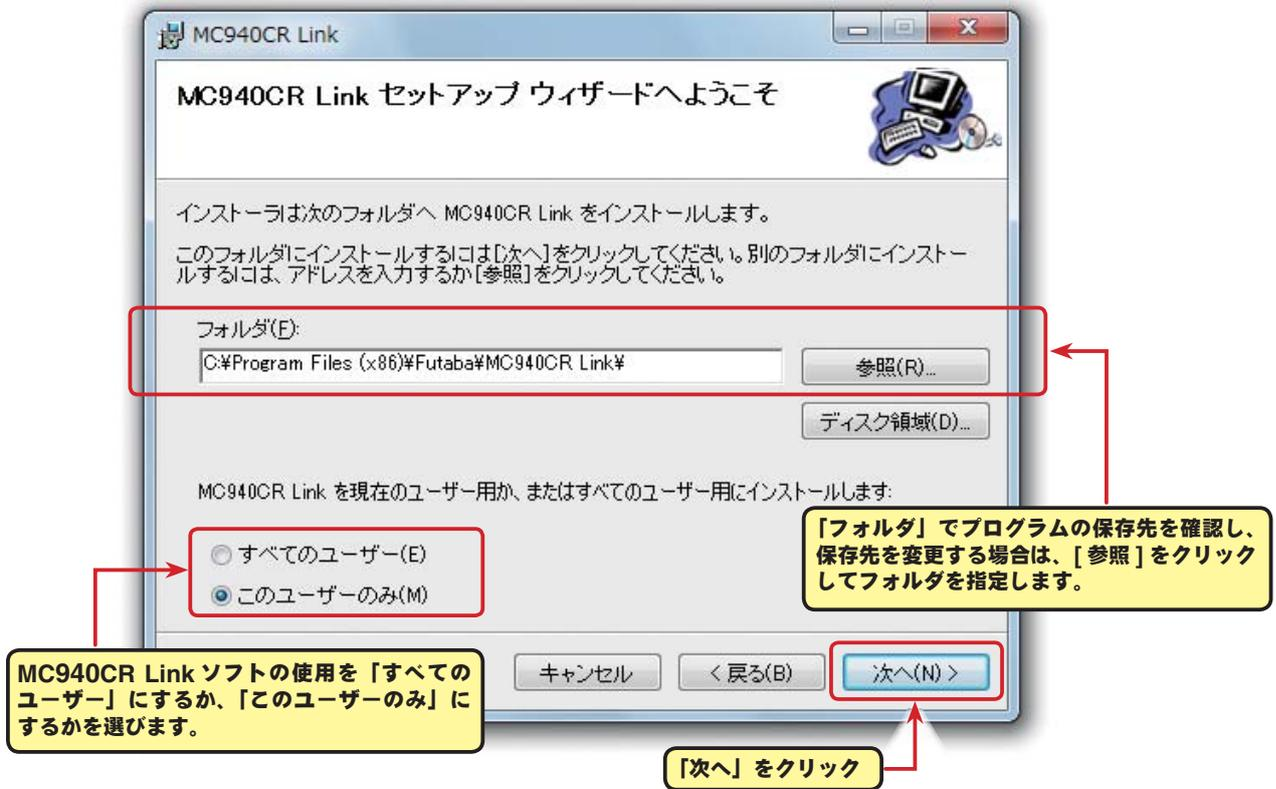 MC940CR Link
MC940CR Link セットアップ ウィザードへようこそ
インストーラは次のフォルダへ MC940CR Link をインストールします。
このフォルダにインストールするには[次へ]をクリックしてください。別のフォルダにインストー
ルするには、アドレスを入力するか[参照]をクリックしてください。
フォルダ(F):
C:¥Program Files (x86)¥Futaba¥MC940CR Link¥
参照(R)...
ディスク領域(D)...
MC940CR Link を現在のユーザー用か、またはすべてのユーザー用にインストールします:
すべてのユーザー(E)
このユーザーのみ(M)
「フォルダ」でプログラムの保存先を確認し、
保存先を変更する場合は、[ 参照 ] をクリック
してフォルダを指定します。
キャンセル
< 戻る(B)
次へ(N) >
MC940CR Link ソフトの使用を「すべての
ユーザー」にするか、「このユーザーのみ」に
するかを選びます。
「次へ」をクリック